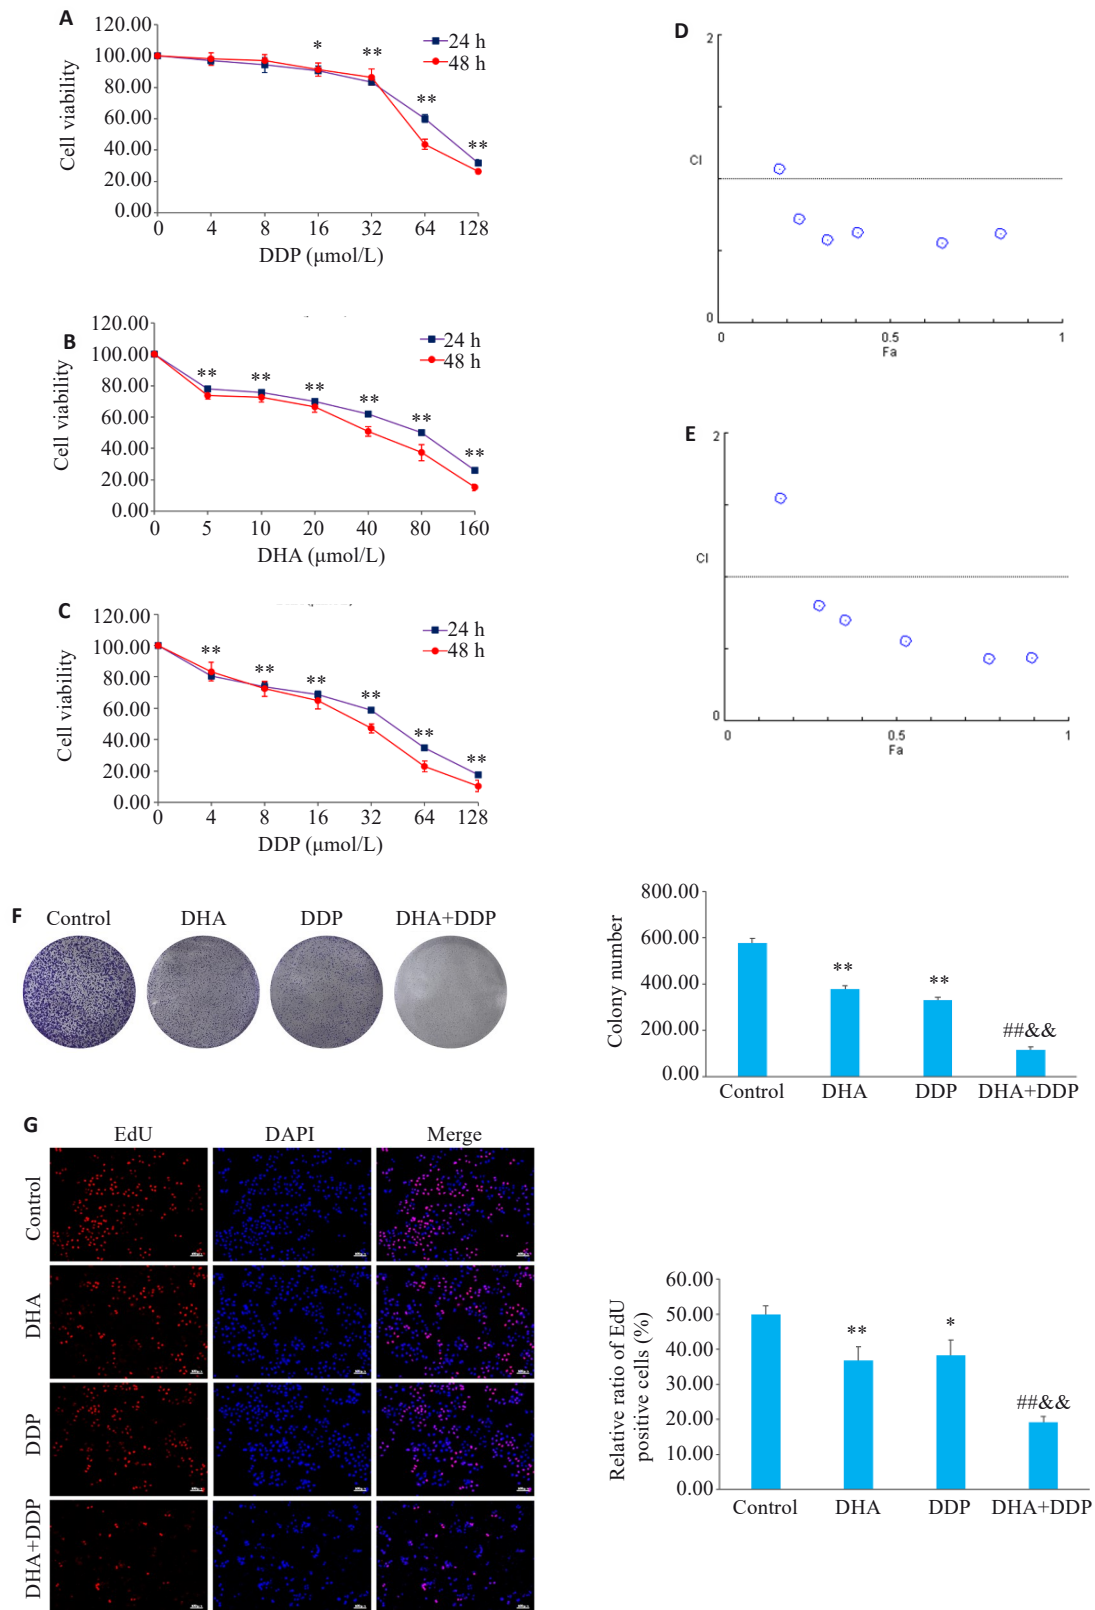 A
120.00
100.00
80.00
60.00
40.00
20.00
0.00
Cell viability
24 h
48 h
*
**
**
**
0 4 8 16 32 64 128
DDP (μmol/L)
B
120.00
100.00
80.00
60.00
40.00
20.00
0.00
Cell viability
24 h
48 h
**
**
**
**
**
**
0 5 10 20 40 80 160
DHA (μmol/L)
C
120.00
100.00
80.00
60.00
40.00
20.00
0.00
Cell viability
24 h
48 h
**
**
**
**
**
**
0 4 8 16 32 64 128
DDP (μmol/L)
D
2
CI
0
0 0.5 1
Fa
E
2
CI
0
0 0.5 1
Fa
F
Control DHA DDP DHA+DDP
800.00
600.00
400.00
200.00
0.00
Colony number
**
**
##&&
Control DHA DDP DHA+DDP
G
EdU DAPI Merge
Control
DHA
DDP
DHA+DDP
60.00
50.00
40.00
30.00
20.00
10.00
0.00
Relative ratio of EdU
positive cells (%)
**
*
##&&
Control DHA DDP DHA+DDP